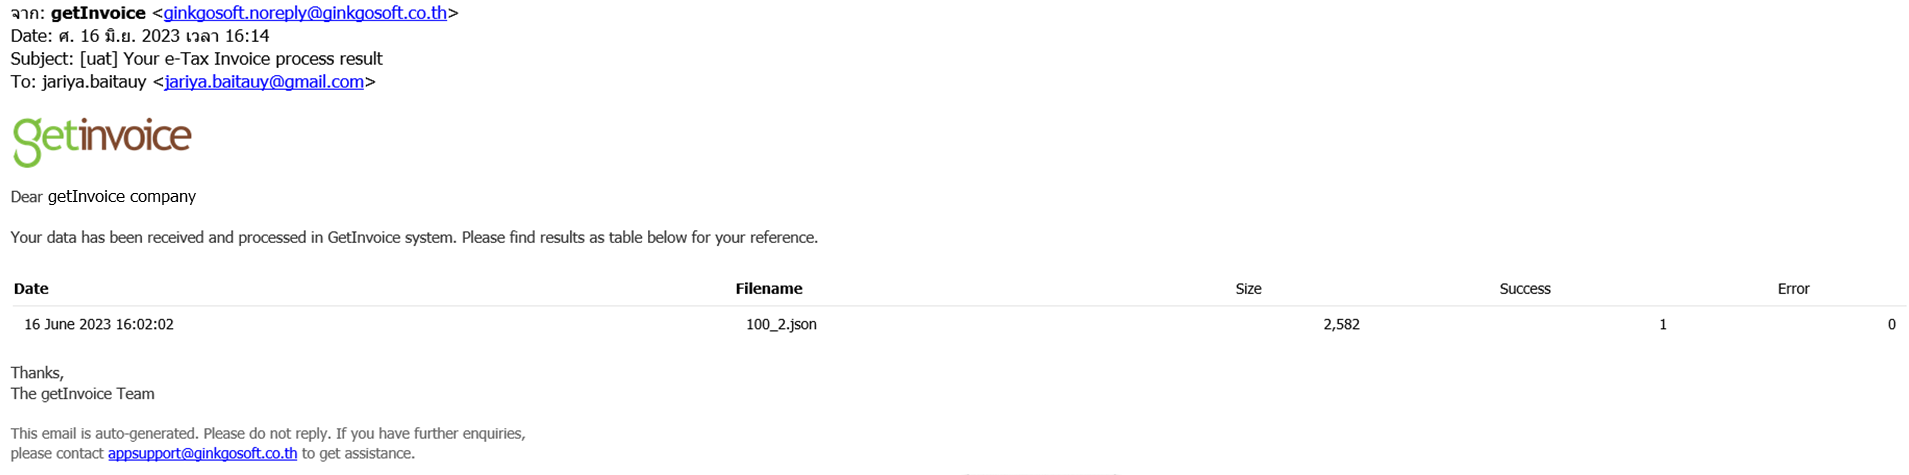 จาก: getInvoice <ginkgosoft.noreply@ginkgosoft.co.th>
Date: ศ. 16 มิ.ย. 2023 เวลา 16:14
Subject: [uat] Your e-Tax Invoice process result
To: jariya.baitauy <jariya.baitauy@gmail.com>
getinvoice
Dear getInvoice company
Your data has been received and processed in GetInvoice system. Please find results as table below for your reference.
Date Filename Size Success Error
16 June 2023 16:02:02 100_2.json 2,582 1 0
Thanks,
The getInvoice Team
This email is auto-generated. Please do not reply. If you have further enquiries,
please contact appsupport@ginkgosoft.co.th to get assistance.